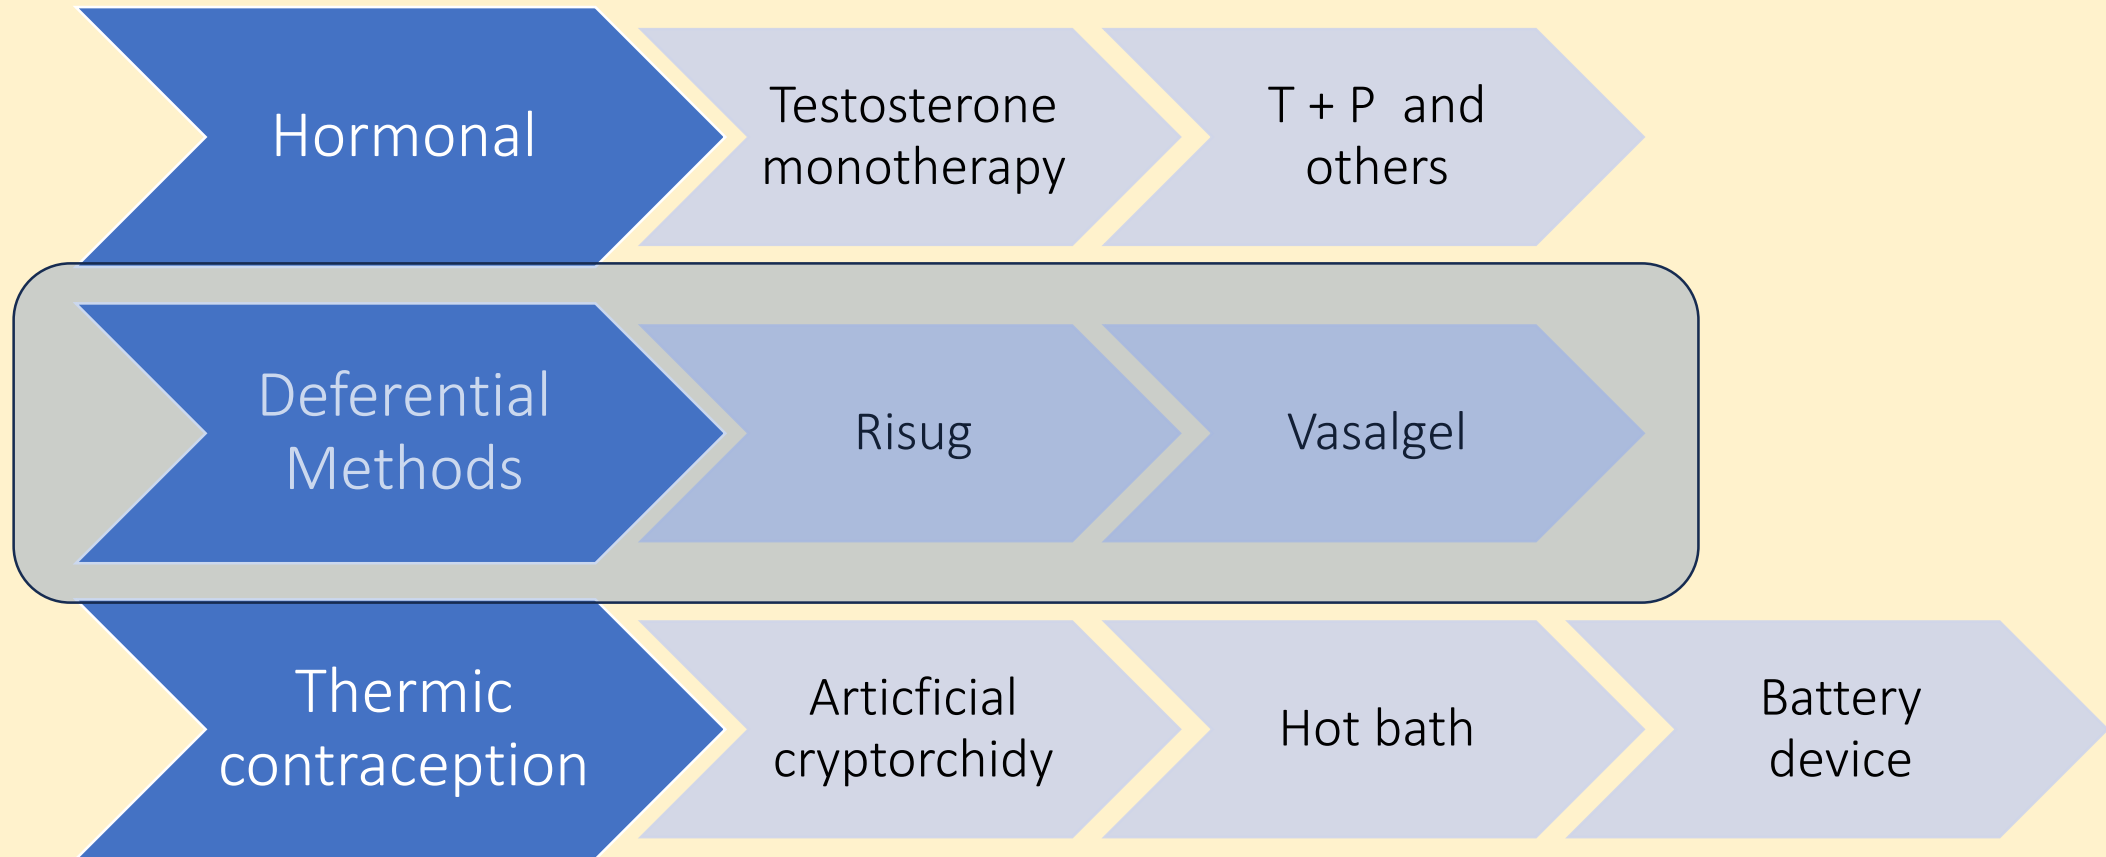 Hormonal
Testosterone
monotherapy
T + P  and
others
Deferential
Methods
Risug
Vasalgel
Thermic
contraception
Articficial
cryptorchidy
Hot bath
Battery
device